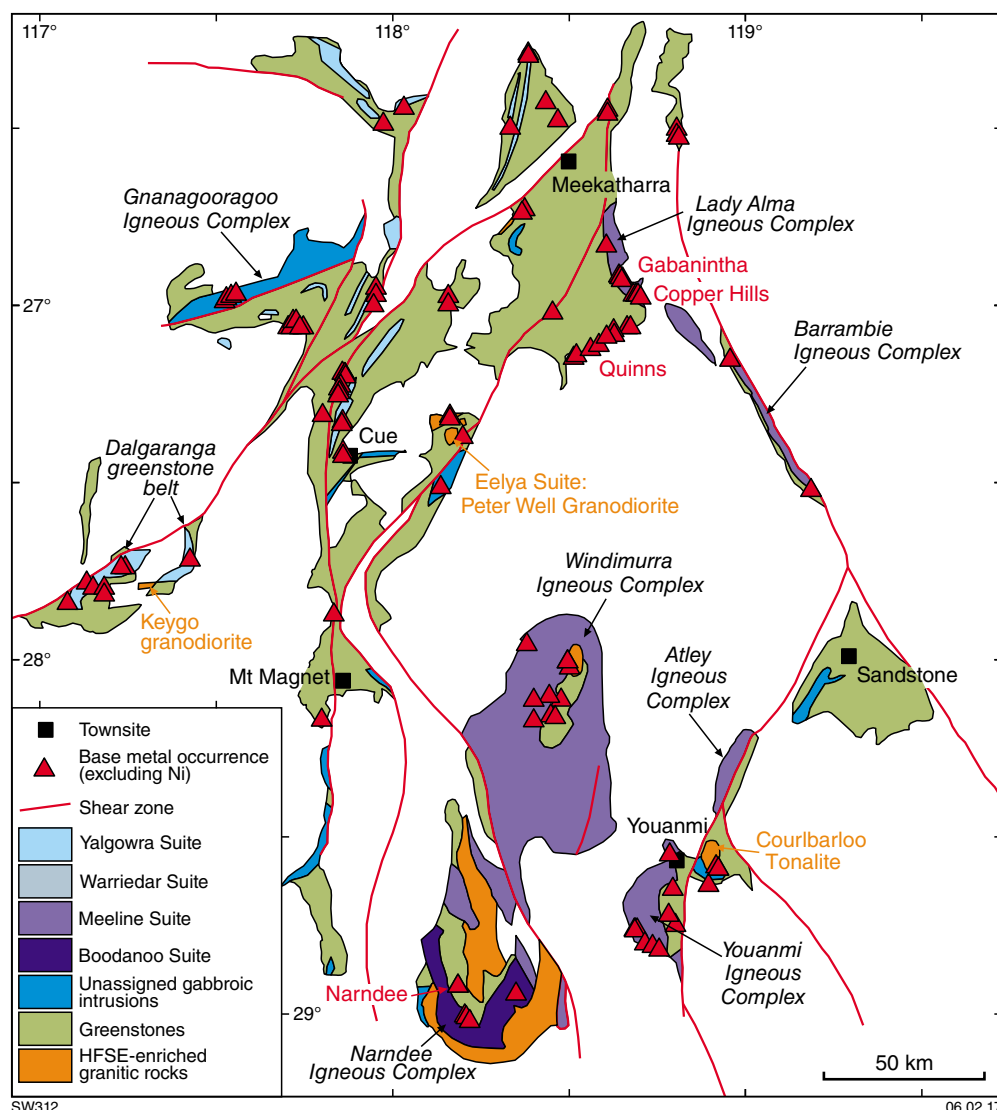 117°
118°
119°
Meekatharra
Gnanagooragoo
Igneous Complex
Lady Alma
Igneous Complex
Gabanintha
27°
Copper Hills
Barrambie
Igneous Complex
Quinns
Cue
Dalgaranga
greenstone
belt
Eelya Suite:
Peter Well Granodiorite
Windimurra
Igneous Complex
Keygo
granodiorite
28°
Mt Magnet
Atley
Igneous
Complex
Sandstone
Townsite
Base metal occurrence
(excluding Ni)
Shear zone
Yalgowra Suite
Warriedar Suite
Meeline Suite
Boodanoo Suite
Unassigned gabbroic
intrusions
Greenstones
HFSE-enriched
granitic rocks
Youanmi
Courlbarloo
Tonalite
Youanmi
Igneous
Complex
Narndee
29°
Narndee
Igneous Complex
50 km
SW312
06.02.17